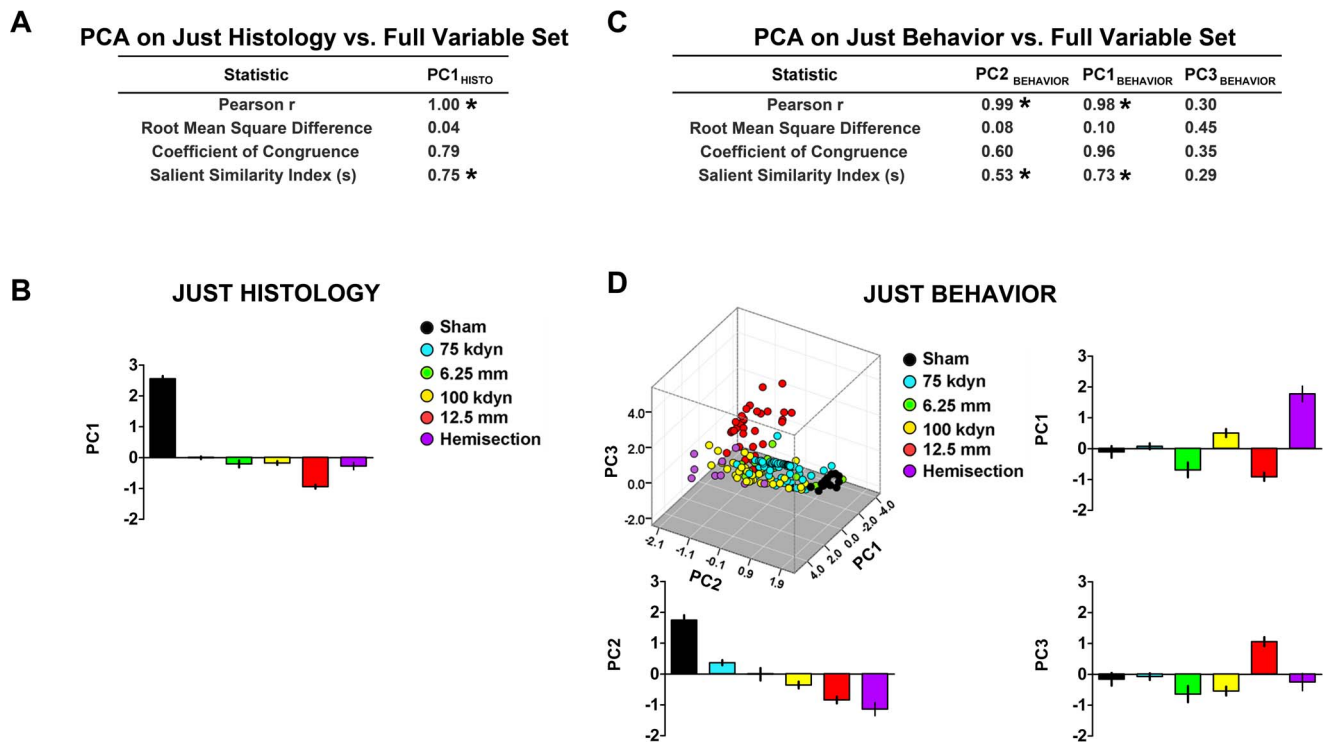 A
PCA on Just Histology vs. Full Variable Set
Statistic PC1 HISTO
Pearson r 1.00 *
Root Mean Square Difference 0.04
Coefficient of Congruence 0.79
Salient Similarity Index (s) 0.75 *
C
PCA on Just Behavior vs. Full Variable Set
Statistic PC2 BEHAVIOR PC1 BEHAVIOR PC3 BEHAVIOR
Pearson r 0.99 * 0.98 * 0.30
Root Mean Square Difference 0.08 0.10 0.45
Coefficient of Congruence 0.60 0.96 0.35
Salient Similarity Index (s) 0.53 * 0.73 * 0.29
B
JUST HISTOLOGY
Sham
75 kdyn
6.25 mm
100 kdyn
12.5 mm
Hemisection
PC1
3
2
1
0
-1
-2
D
JUST BEHAVIOR
PC3
4.0
2.0
0.0
-2.0
-2.1 -1.1 -0.1 0.9 1.9
PC2
4.0 2.0 0.0 -2.0 -4.0
PC1
Sham
75 kdyn
6.25 mm
100 kdyn
12.5 mm
Hemisection
PC1
3
2
1
0
-1
-2
PC2
3
2
1
0
-1
-2
PC3
3
2
1
0
-1
-2